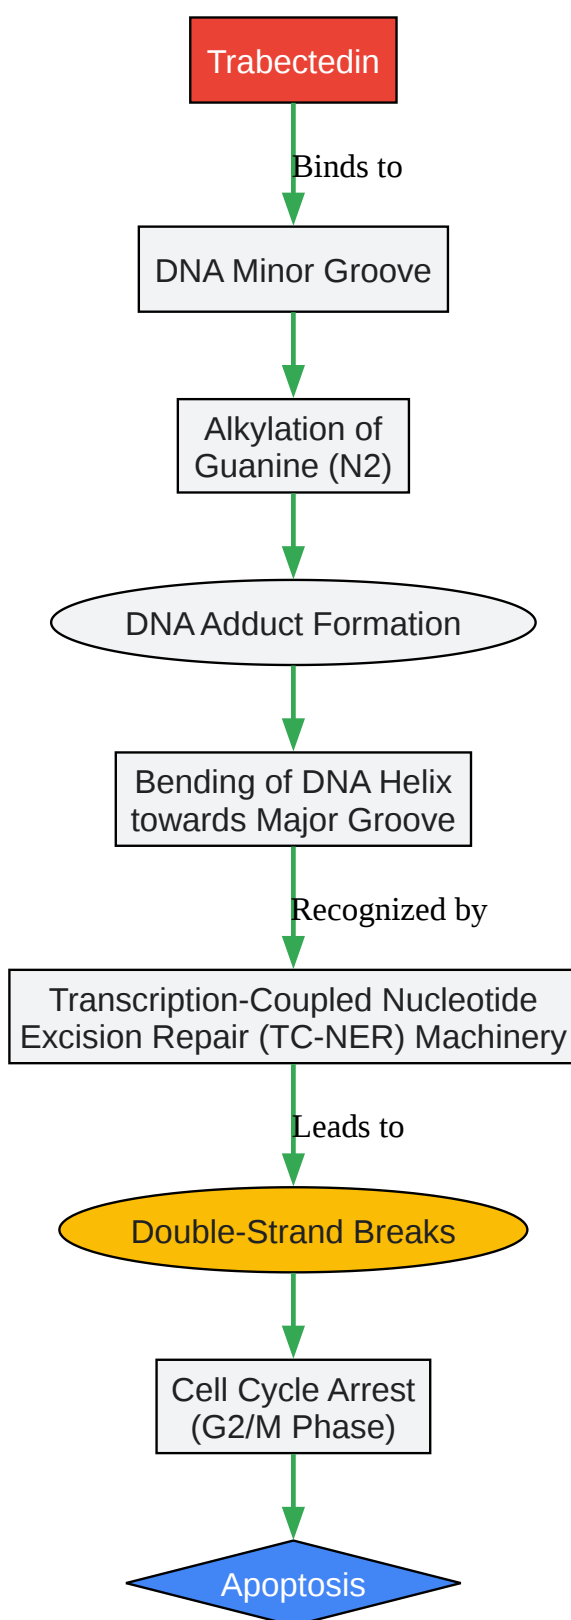 Trabectedin
Binds to
DNA Minor Groove
Alkylation of
Guanine (N2)
DNA Adduct Formation
Bending of DNA Helix
towards Major Groove
Recognized by
Transcription-Coupled Nucleotide
Excision Repair (TC-NER) Machinery
Leads to
Double-Strand Breaks
Cell Cycle Arrest
(G2/M Phase)
Apoptosis